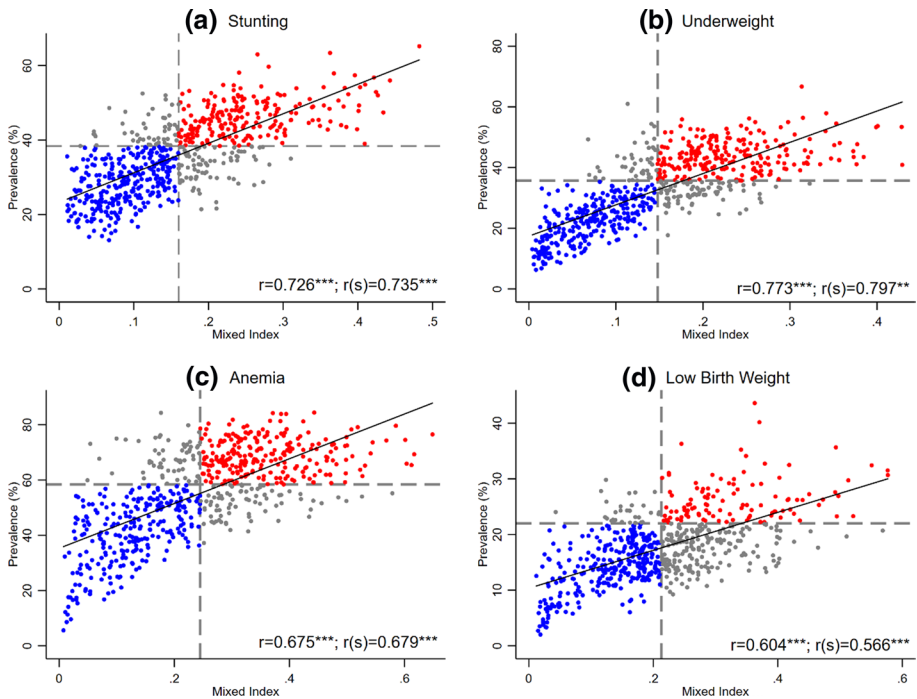 (a) Stunting
Prevalence (%)
60
40
20
0
r=0.726***; r(s)=0.735***
0 .1 .2 .3 .4 .5
Mixed Index
(b) Underweight
Prevalence (%)
80
60
40
20
0
r=0.773***; r(s)=0.797**
0 .1 .2 .3 .4
Mixed Index
(c) Anemia
Prevalence (%)
80
60
40
20
0
r=0.675***; r(s)=0.679***
0 .2 .4 .6
Mixed Index
(d) Low Birth Weight
Prevalence (%)
40
30
20
10
0
r=0.604***; r(s)=0.566***
0 .2 .4 .6
Mixed Index